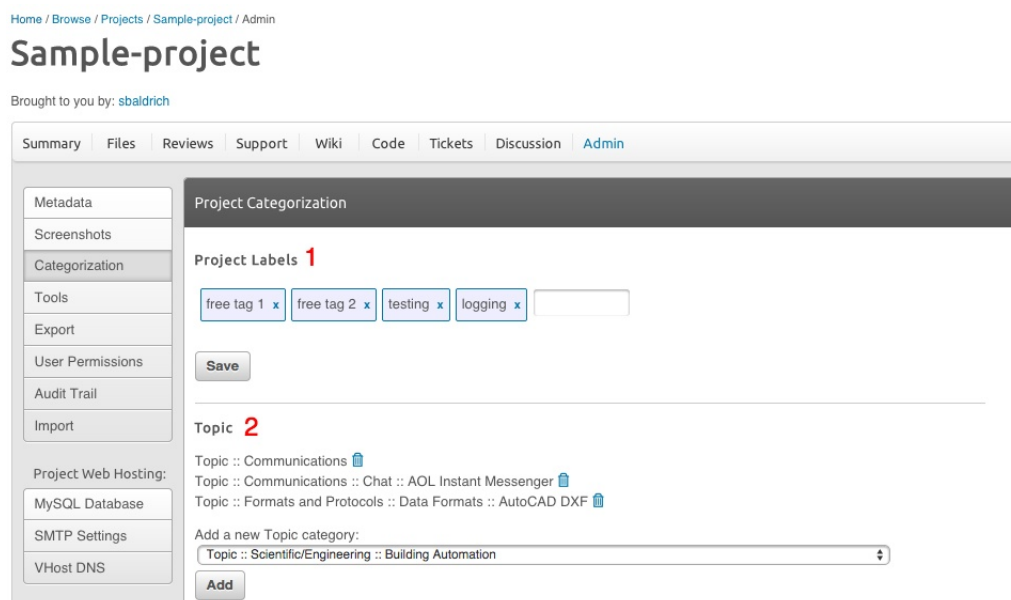 Home / Browse / Projects / Sample-project / Admin
Sample-project
Brought to you by: sbaldrich
Summary Files Reviews Support Wiki Code Tickets Discussion Admin
Metadata
Screenshots
Categorization
Tools
Export
User Permissions
Audit Trail
Import
Project Web Hosting:
MySQL Database
SMTP Settings
VHost DNS
Project Categorization
Project Labels 1
free tag 1 x free tag 2 x testing x logging x
Save
Topic 2
Topic :: Communications
Topic :: Communications :: Chat :: AOL Instant Messenger
Topic :: Formats and Protocols :: Data Formats :: AutoCAD DXF
Add a new Topic category:
Topic :: Scientific/Engineering :: Building Automation
Add